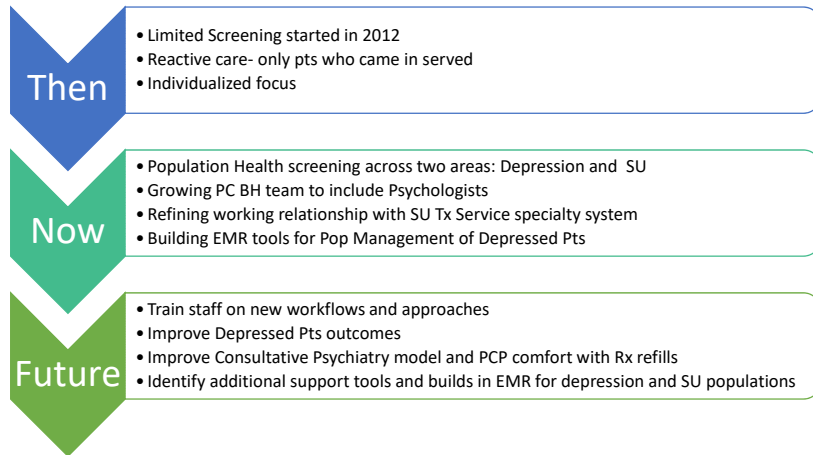 Then
• Limited Screening started in 2012
• Reactive care- only pts who came in served
• Individualized focus
Now
• Population Health screening across two areas: Depression and  SU
• Growing PC BH team to include Psychologists
• Refining working relationship with SU Tx Service specialty system
• Building EMR tools for Pop Management of Depressed Pts
Future
• Train staff on new workflows and approaches
• Improve Depressed Pts outcomes
• Improve Consultative Psychiatry model and PCP comfort with Rx refills
• Identify additional support tools and builds in EMR for depression and SU populations